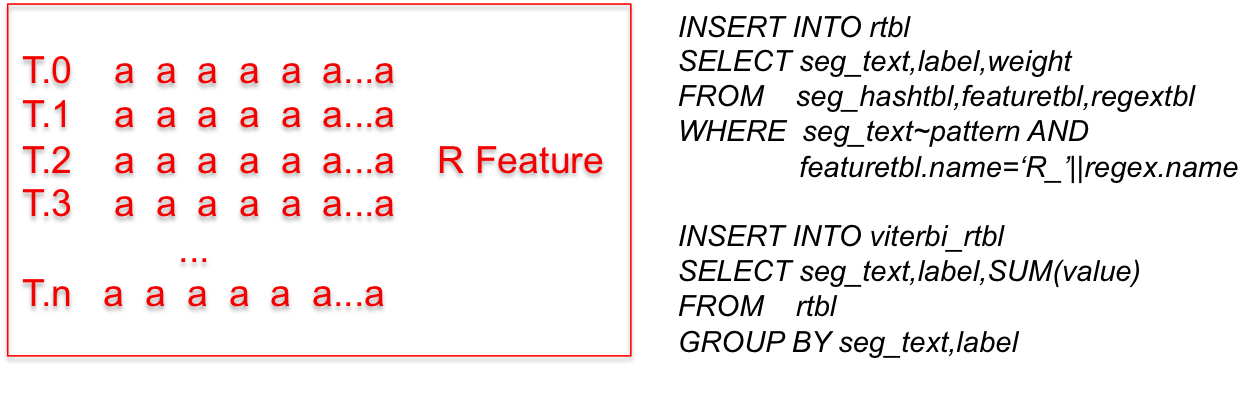 T.0 a a a a a a...a
T.1 a a a a a a...a
T.2 a a a a a a...a R Feature
T.3 a a a a a a...a
...
T.n a a a a a a...a
INSERT INTO rtbl
SELECT seg_text,label,weight
FROM seg_hashtbl,featuretbl,regextbl
WHERE seg_text~pattern AND
featuretbl.name=‘R_’||regex.name
INSERT INTO viterbi_rtbl
SELECT seg_text,label,SUM(value)
FROM rtbl
GROUP BY seg_text,label